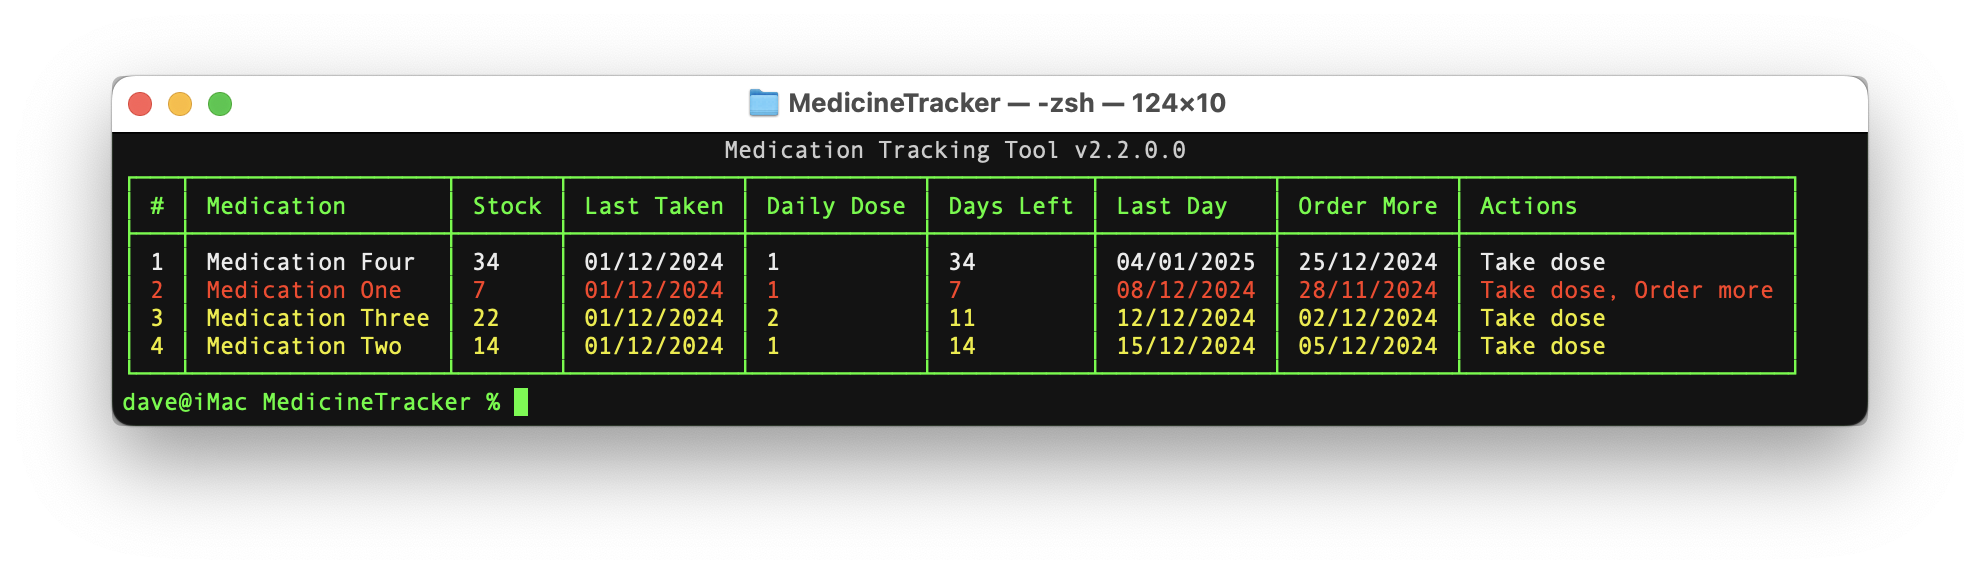 MedicineTracker — -zsh — 124×10
Medication Tracking Tool v2.2.0.0
# Medication Stock Last Taken Daily Dose Days Left Last Day Order More Actions
1 Medication Four 34 01/12/2024 1 34 04/01/2025 25/12/2024 Take dose
2 Medication One 7 01/12/2024 1 7 08/12/2024 28/11/2024 Take dose, Order more
3 Medication Three 22 01/12/2024 2 11 12/12/2024 02/12/2024 Take dose
4 Medication Two 14 01/12/2024 1 14 15/12/2024 05/12/2024 Take dose
dave@iMac MedicineTracker %